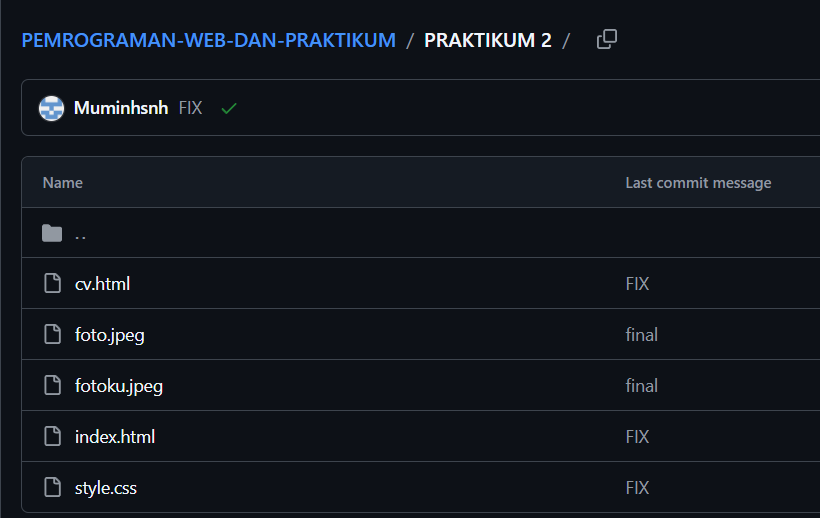 PEMROGRAMAN-WEB-DAN-PRAKTIKUM / PRAKTIKUM 2 /
Muminhsnh FIX
Name Last commit message
..
cv.html FIX
foto.jpeg final
fotoku.jpeg final
index.html FIX
style.css FIX